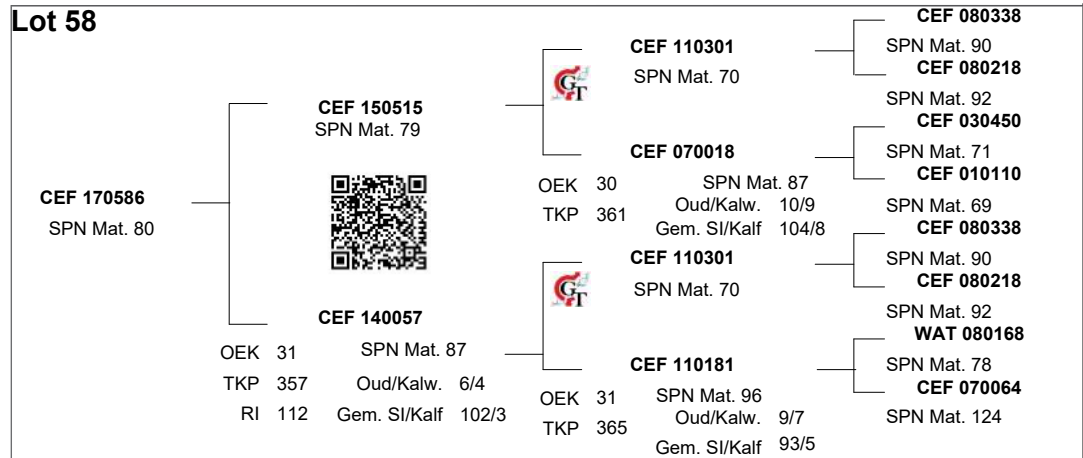 Lot 58
CEF 170586
SPN Mat. 80
CEF 150515
SPN Mat. 79
CEF 140057
OEK 31 SPN Mat. 87
TKP 357 Oud/Kalw. 6/4
RI 112 Gem. SI/Kalf 102/3
CEF 110301
SPN Mat. 70
GT
CEF 070018
OEK 30 SPN Mat. 87
TKP 361 Oud/Kalw. 10/9
Gem. SI/Kalf 104/8
CEF 110301
SPN Mat. 70
GT
CEF 110181
OEK 31 SPN Mat. 96
TKP 365 Oud/Kalw. 9/7
Gem. SI/Kalf 93/5
CEF 080338
SPN Mat. 90
CEF 080218
SPN Mat. 92
CEF 030450
SPN Mat. 71
CEF 010110
SPN Mat. 69
CEF 080338
SPN Mat. 90
CEF 080218
SPN Mat. 92
WAT 080168
SPN Mat. 78
CEF 070064
SPN Mat. 124